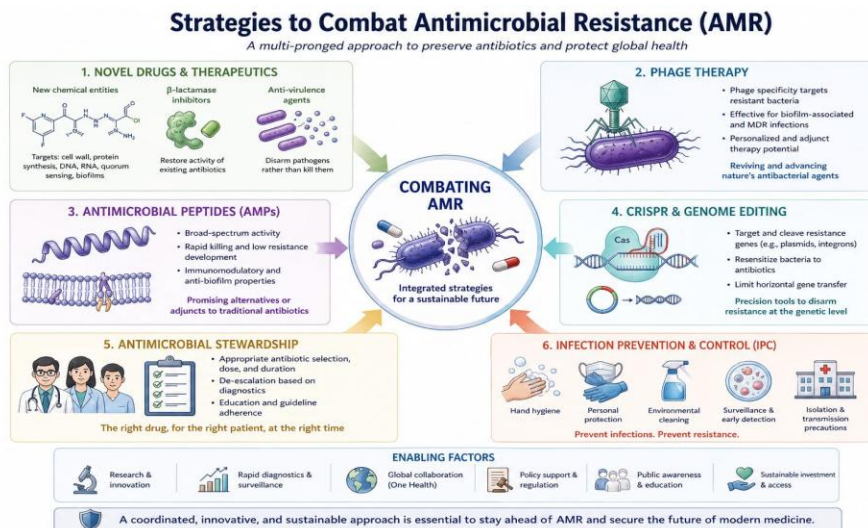 Strategies to Combat Antimicrobial Resistance (AMR)
A multi-pronged approach to preserve antibiotics and protect global health
1. NOVEL DRUGS & THERAPEUTICS
New chemical entities
Targets: cell wall, protein
synthesis, DNA, RNA, quorum
sensing, biofilms
β-lactamase
inhibitors
Restore activity of
existing antibiotics
Anti-virulence
agents
Disarm pathogens
rather than kill them
2. PHAGE THERAPY
• Phage specificity targets
resistant bacteria
• Effective for biofilm-associated
and MDR infections
• Personalized and adjunct
therapy potential
Reviving and advancing
nature's antibacterial agents
3. ANTIMICROBIAL PEPTIDES (AMPs)
• Broad-spectrum activity
• Rapid killing and low resistance
development
• Immunomodulatory and
anti-biofilm properties
Promising alternatives or
adjuncts to traditional antibiotics
COMBATING
AMR
Integrated strategies
for a sustainable future
4. CRISPR & GENOME EDITING
Cas
• Target and cleave resistance
genes (e.g., plasmids, integrons)
• Resensitize bacteria to
antibiotics
• Limit horizontal gene transfer
Precision tools to disarm
resistance at the genetic level
5. ANTIMICROBIAL STEWARDSHIP
• Appropriate antibiotic selection,
dose, and duration
• De-escalation based on
diagnostics
• Education and guideline
adherence
The right drug, for the right patient, at the right time
6. INFECTION PREVENTION & CONTROL (IPC)
Hand hygiene
Personal
protection
Environmental
cleaning
Surveillance &
early detection
Isolation &
transmission
precautions
Prevent infections. Prevent resistance.
ENABLING FACTORS
Research &
innovation
Rapid diagnostics &
surveillance
Global collaboration
(One Health)
Policy support &
regulation
Public awareness
& education
Sustainable investment
& access
A coordinated, innovative, and sustainable approach is essential to stay ahead of AMR and secure the future of modern medicine.